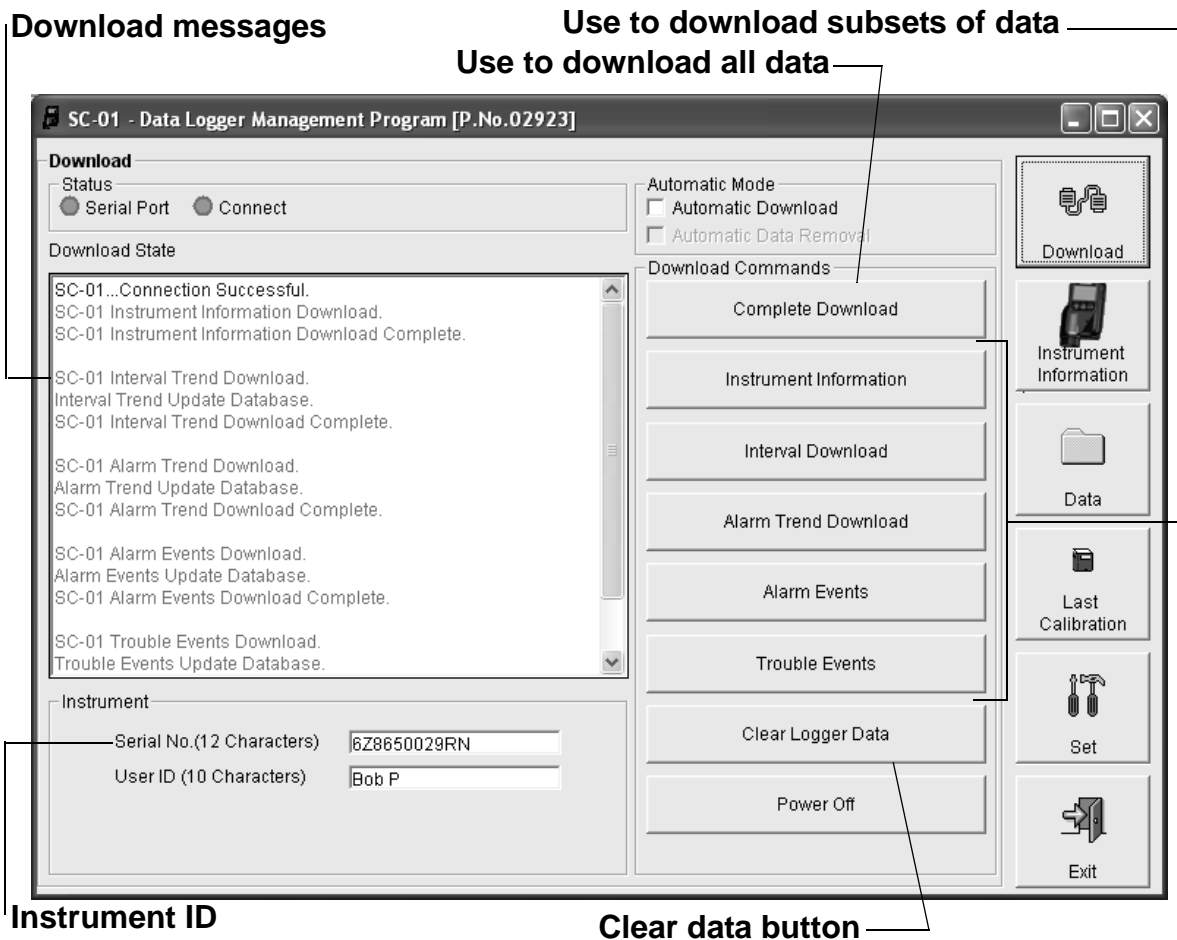 Download messages
Use to download subsets of data
Use to download all data
SC-01 - Data Logger Management Program [P.No.02923]
Download
Status
Serial Port
Connect
Automatic Mode
Automatic Download
Automatic Data Removal
Download State
SC-01...Connection Successful.
SC-01 Instrument Information Download.
SC-01 Instrument Information Download Complete.
SC-01 Interval Trend Download.
Interval Trend Update Database.
SC-01 Interval Trend Download Complete.
SC-01 Alarm Trend Download.
Alarm Trend Update Database.
SC-01 Alarm Trend Download Complete.
SC-01 Alarm Events Download.
Alarm Events Update Database.
SC-01 Alarm Events Download Complete.
SC-01 Trouble Events Download.
Trouble Events Update Database.
Download Commands
Complete Download
Instrument Information
Interval Download
Alarm Trend Download
Alarm Events
Trouble Events
Clear Logger Data
Power Off
Instrument
Serial No.(12 Characters)
6Z8650029RN
User ID (10 Characters)
Bob P
Download
Instrument
Information
Data
Last
Calibration
Set
Exit
Instrument ID
Clear data button